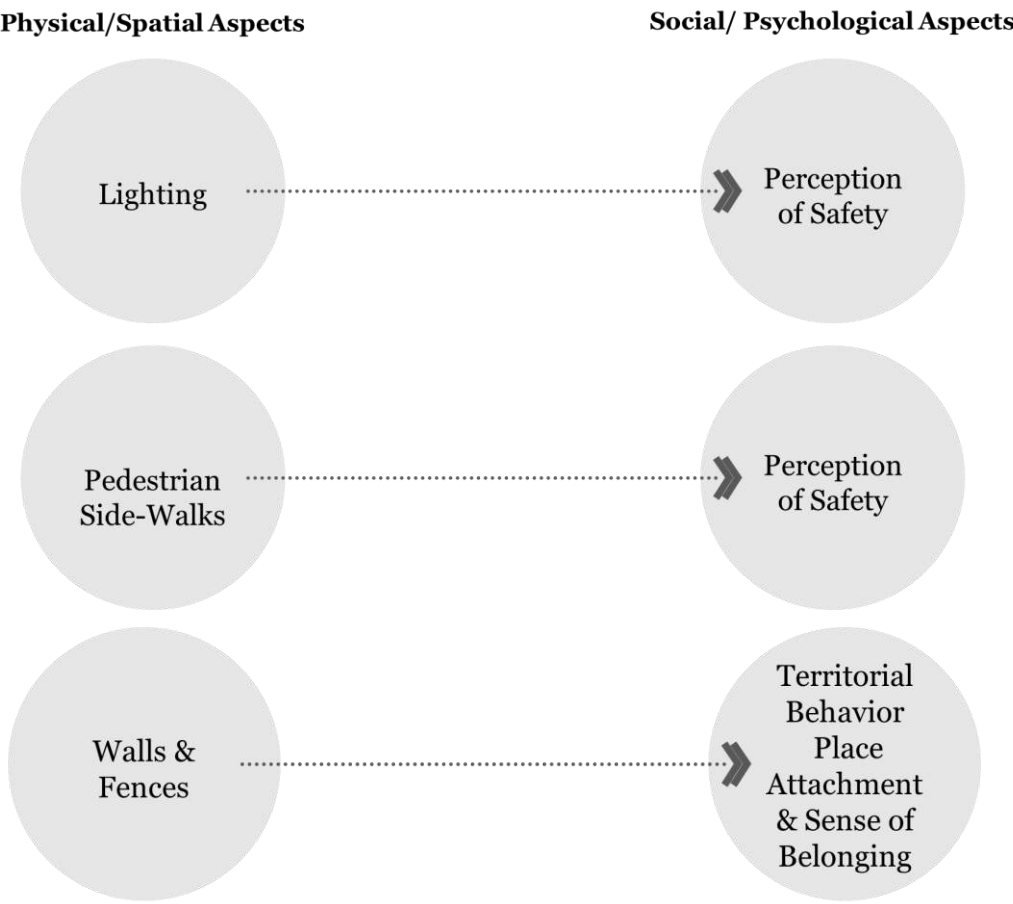 Physical/Spatial Aspects
Social/ Psychological Aspects
Lighting
Perception
of Safety
Pedestrian
Side-Walks
Perception
of Safety
Walls &
Fences
Territorial
Behavior
Place
Attachment
& Sense of
Belonging